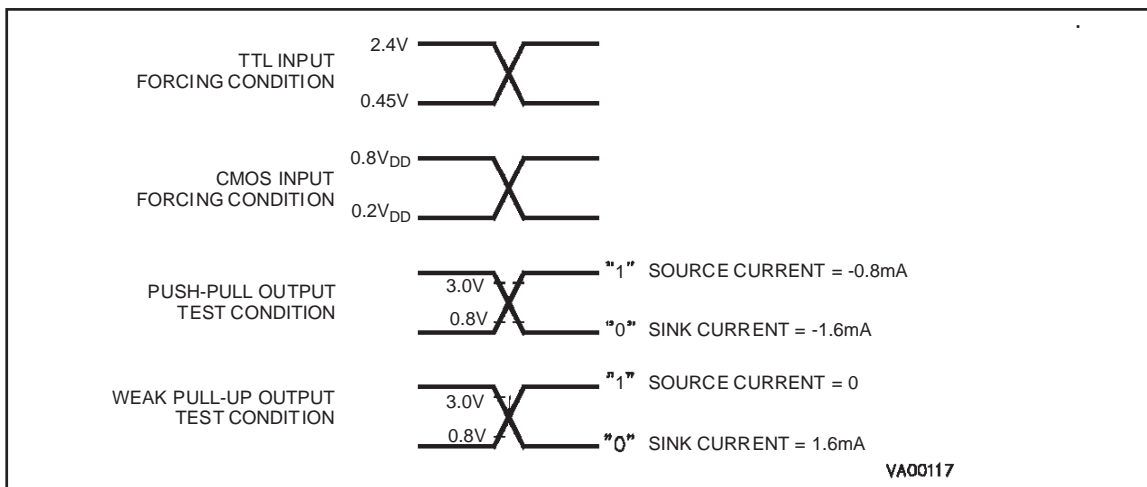 TTL INPUT
FORCING CONDITION
2.4V
0.45V
CMOS INPUT
FORCING CONDITION
0.8VDD
0.2VDD
PUSH-PULL OUTPUT
TEST CONDITION
3.0V
0.8V
"1" SOURCE CURRENT = -0.8mA
"0" SINK CURRENT = -1.6mA
WEAK PULL-UP OUTPUT
TEST CONDITION
3.0V
0.8V
"1" SOURCE CURRENT = 0
"0" SINK CURRENT = 1.6mA
VA00117